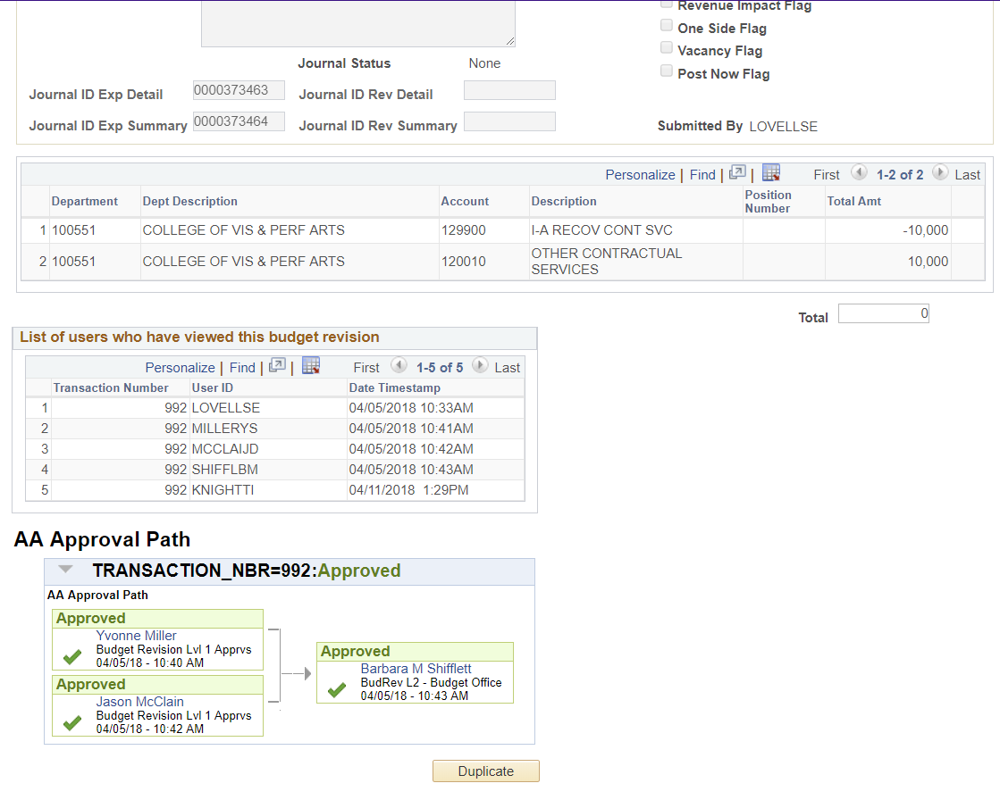 Revenue Impact Flag
One Side Flag
Vacancy Flag
Post Now Flag
Journal Status None
Journal ID Exp Detail 0000373463 Journal ID Rev Detail
Journal ID Exp Summary 0000373464 Journal ID Rev Summary
Submitted By LOVELLSE
Personalize | Find | | First 1-2 of 2 Last
Department Dept Description Account Description Position Number Total Amt
1 100551 COLLEGE OF VIS & PERF ARTS 129900 I-A RECOV CONT SVC -10,000
2 100551 COLLEGE OF VIS & PERF ARTS 120010 OTHER CONTRACTUAL SERVICES 10,000
Total 0
List of users who have viewed this budget revision
Personalize | Find | | First 1-5 of 5 Last
Transaction Number User ID Date Timestamp
1 992 LOVELLSE 04/05/2018 10:33AM
2 992 MILLERYS 04/05/2018 10:41AM
3 992 MCCLAIJD 04/05/2018 10:42AM
4 992 SHIFFLBM 04/05/2018 10:43AM
5 992 KNIGHTTI 04/11/2018 1:29PM
AA Approval Path
TRANSACTION_NBR=992:Approved
AA Approval Path
Approved
Yvonne Miller
Budget Revision Lvl 1 Apprvs
04/05/18 - 10:40 AM
Approved
Jason McClain
Budget Revision Lvl 1 Apprvs
04/05/18 - 10:42 AM
Approved
Barbara M Shifflett
BudRev L2 - Budget Office
04/05/18 - 10:43 AM
Duplicate